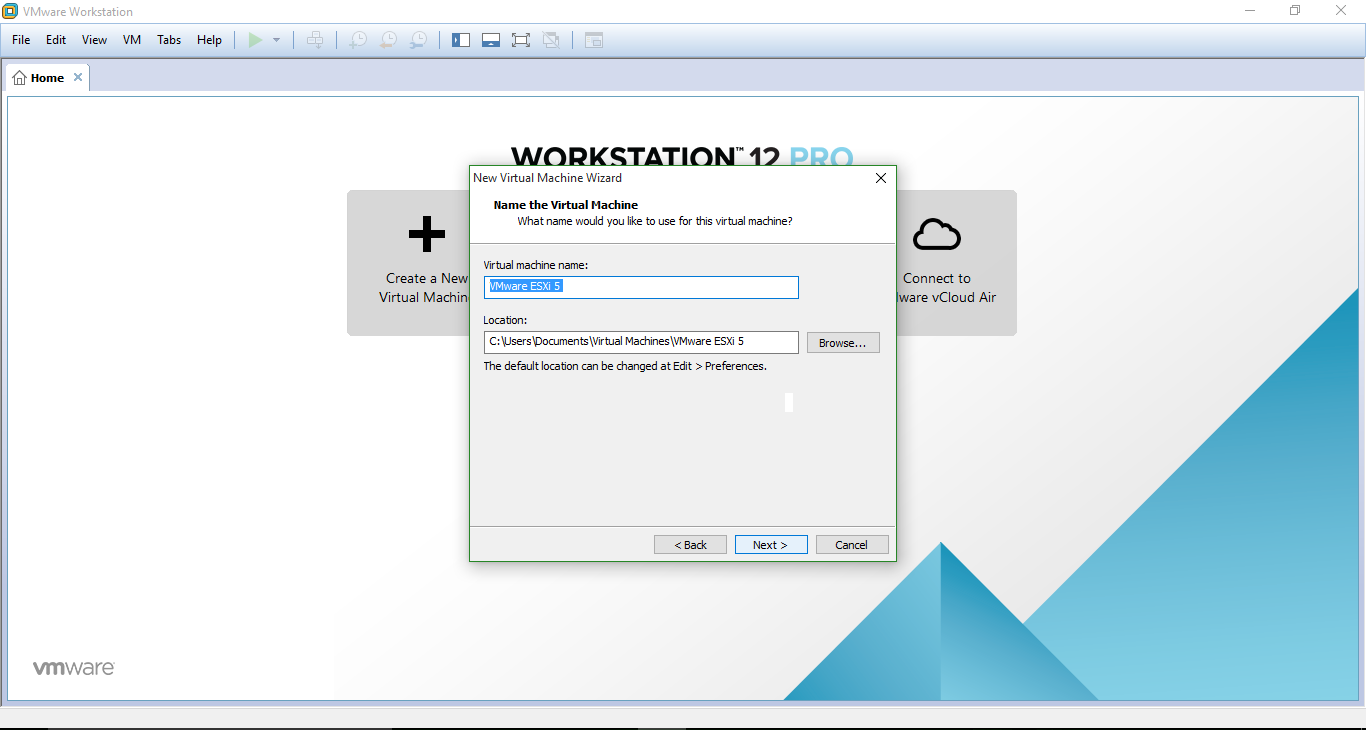 VMware Workstation
File Edit View VM Tabs Help
Home
WORKSTATION™ 12 PRO
Create a New
Virtual Machin
Connect to
ware vCloud Air
New Virtual Machine Wizard
Name the Virtual Machine
What name would you like to use for this virtual machine?
Virtual machine name:
VMware ESXi 5
Location:
C:\Users\Documents\Virtual Machines\VMware ESXi 5
Browse...
The default location can be changed at Edit > Preferences.
< Back
Next >
Cancel
vmware